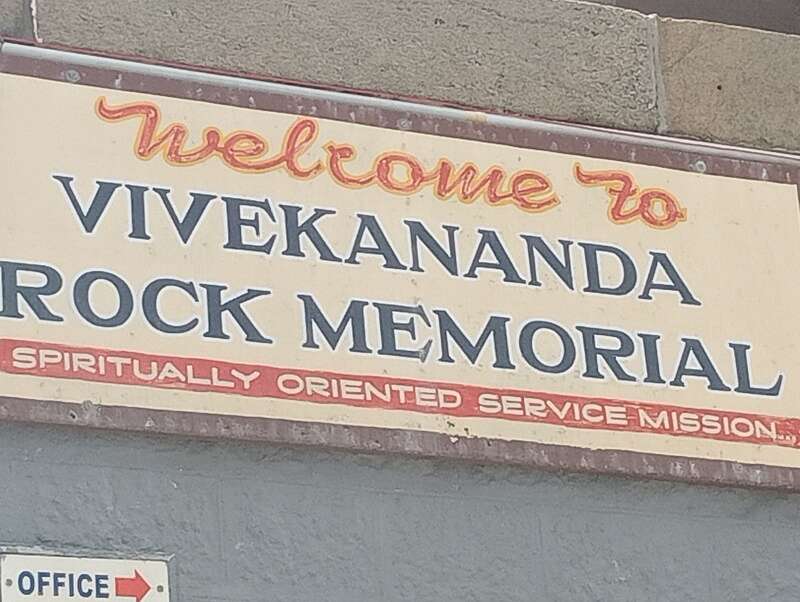 Welcome to
VIVEKANANDA
ROCK MEMORIAL
SPIRITUALLY ORIENTED SERVICE MISSION
OFFICE